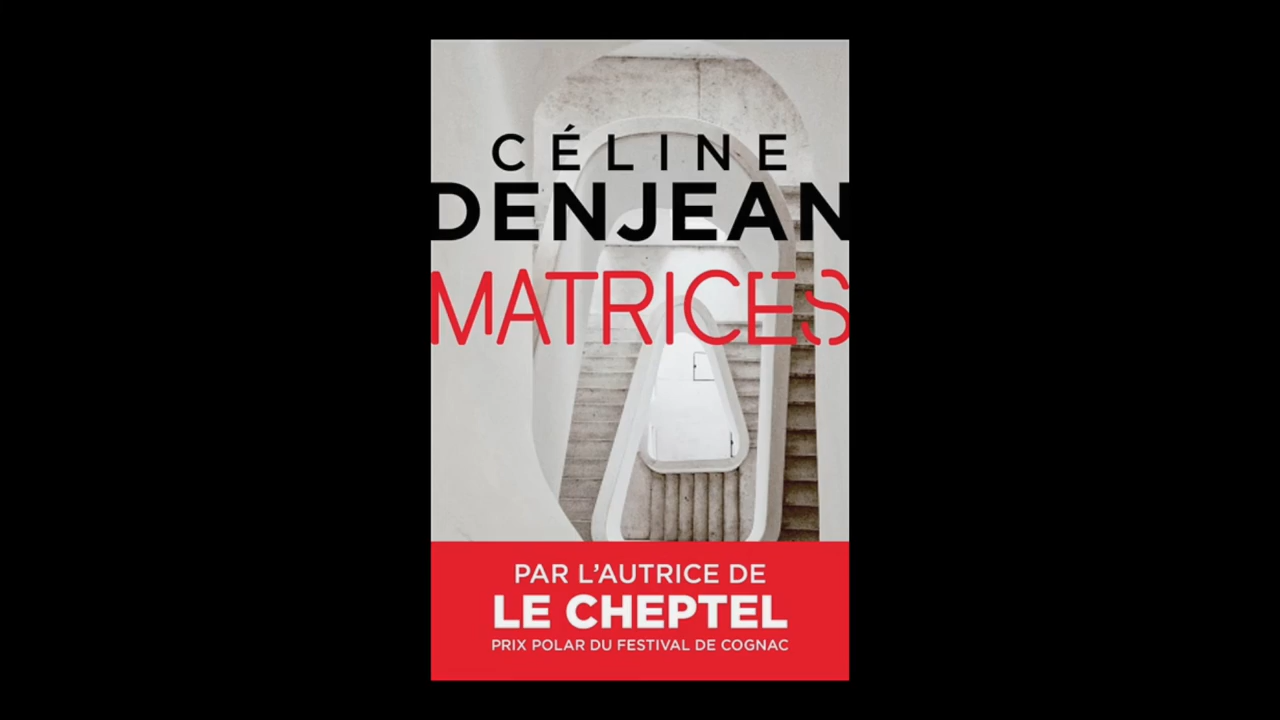 CÉLINE
DENJEAN
MATRICES
PAR L'AUTRICE DE
LE CHEPTEL
PRIX POLAR DU FESTIVAL DE COGNAC